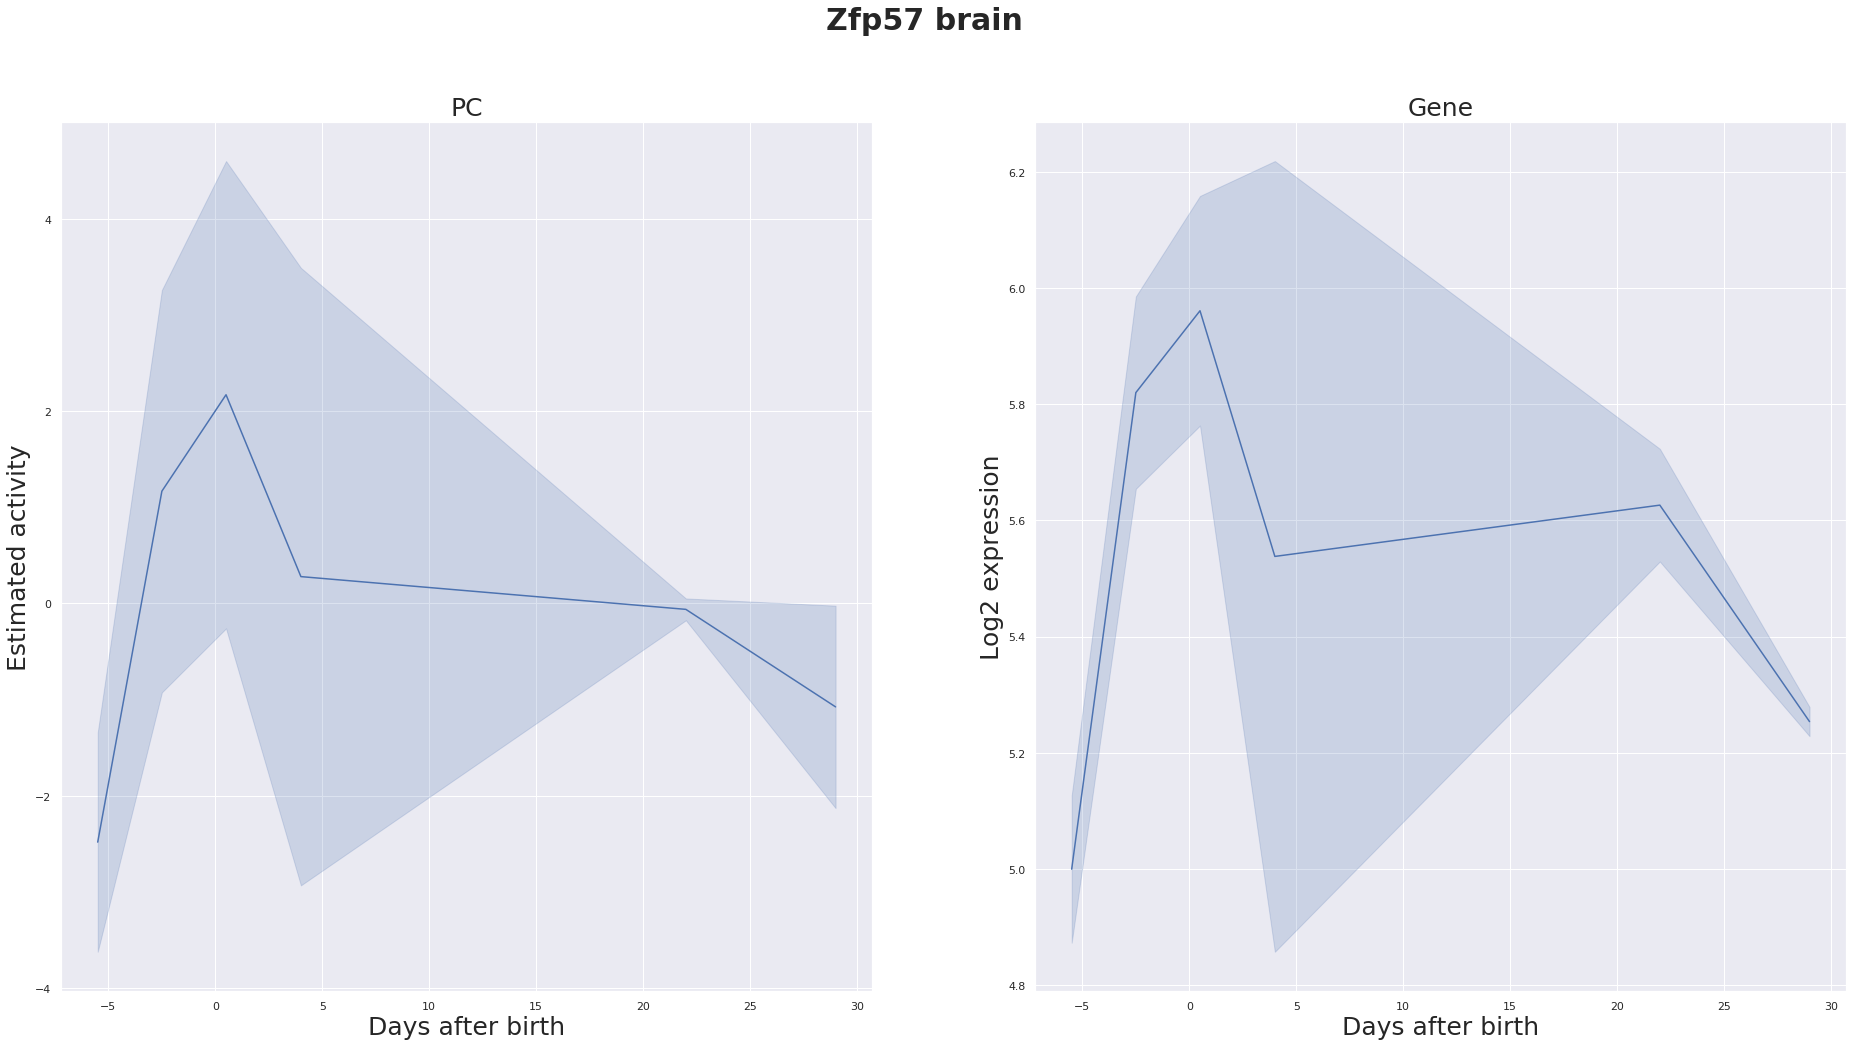 Zfp57 brain
PC
Estimated activity
4
2
0
−2
−4
−5 0 5 10 15 20 25 30
Days after birth
Gene
Log2 expression
6.2
6.0
5.8
5.6
5.4
5.2
5.0
4.8
−5 0 5 10 15 20 25 30
Days after birth